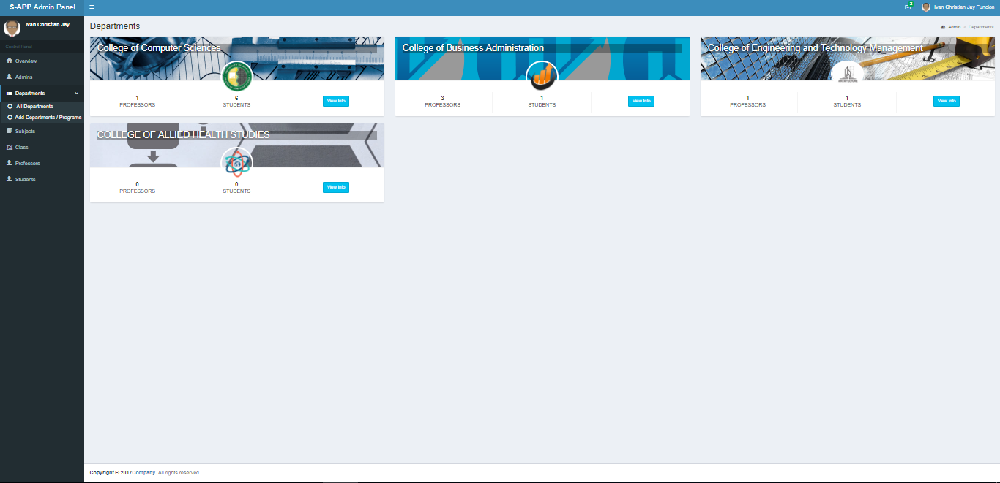 S-APP Admin Panel
2
Ivan Christian Jay Funcion
Ivan Christian Jay ...
Control Panel
Overview
Admins
Departments
All Departments
Add Departments / Programs
Subjects
Class
Professors
Students
Departments
Admin > Departments
College of Computer Sciences
1
PROFESSORS
6
STUDENTS
View Info
College of Business Administration
3
PROFESSORS
1
STUDENTS
View Info
College of Engineering and Technology Management
ARCHITECTURE
1
PROFESSORS
1
STUDENTS
View Info
COLLEGE OF ALLIED HEALTH STUDIES
0
PROFESSORS
0
STUDENTS
View Info
Copyright © 2017Company. All rights reserved.